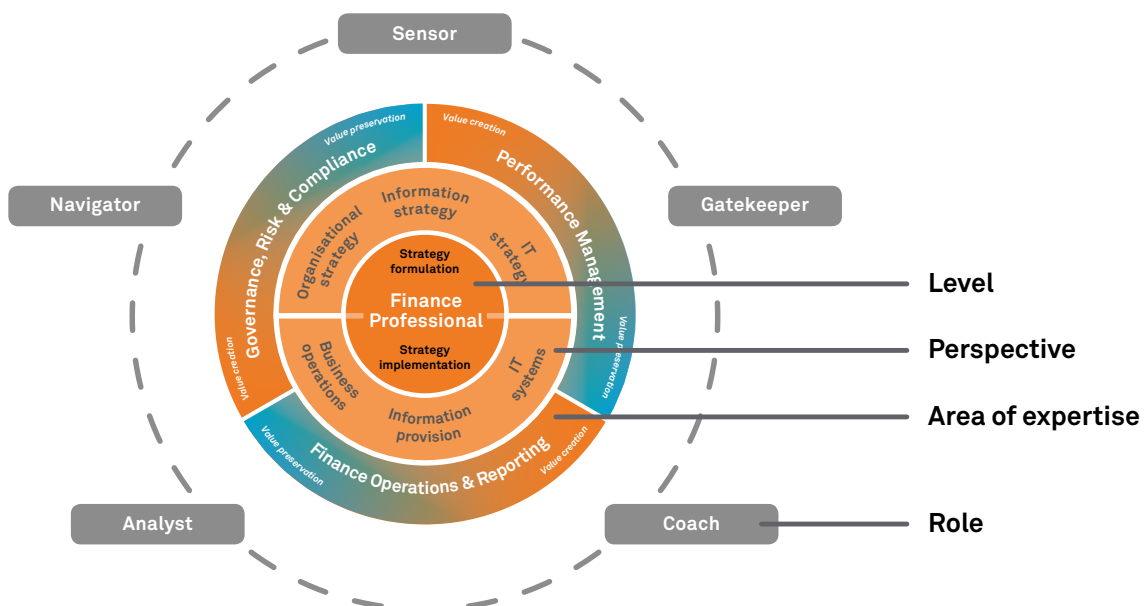 Sensor
Navigator
Gatekeeper
Value preservation
Value creation
Governance, Risk & Compliance
Performance Management
Value creation
Value preservation
Information
strategy
Organisational
strategy
IT
strategy
Strategy
formulation
Finance
Professional
Strategy
implementation
Business
operations
IT
systems
Information
provision
Value preservation
Finance Operations & Reporting
Value creation
Level
Perspective
Area of expertise
Analyst
Coach
Role